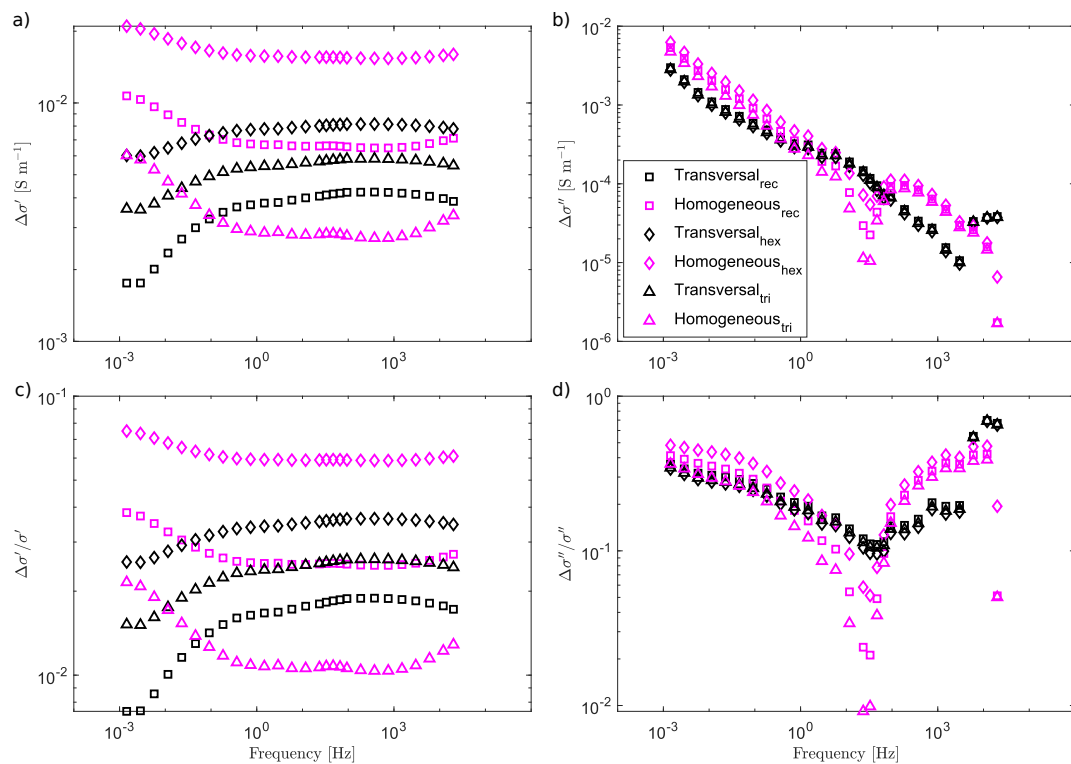 a)
b)
10⁻²
10⁻³
Δσ′ [S m⁻¹]
10⁻³
10⁰
10³
10⁻²
10⁻³
10⁻⁴
10⁻⁵
10⁻⁶
Δσ″ [S m⁻¹]
Transversal_rec
Homogeneous_rec
Transversal_hex
Homogeneous_hex
Transversal_tri
Homogeneous_tri
10⁻³
10⁰
10³
c)
d)
10⁻¹
10⁻²
Δσ′/σ′
10⁻³
10⁰
10³
Frequency [Hz]
10⁰
10⁻¹
10⁻²
Δσ″/σ″
10⁻³
10⁰
10³
Frequency [Hz]